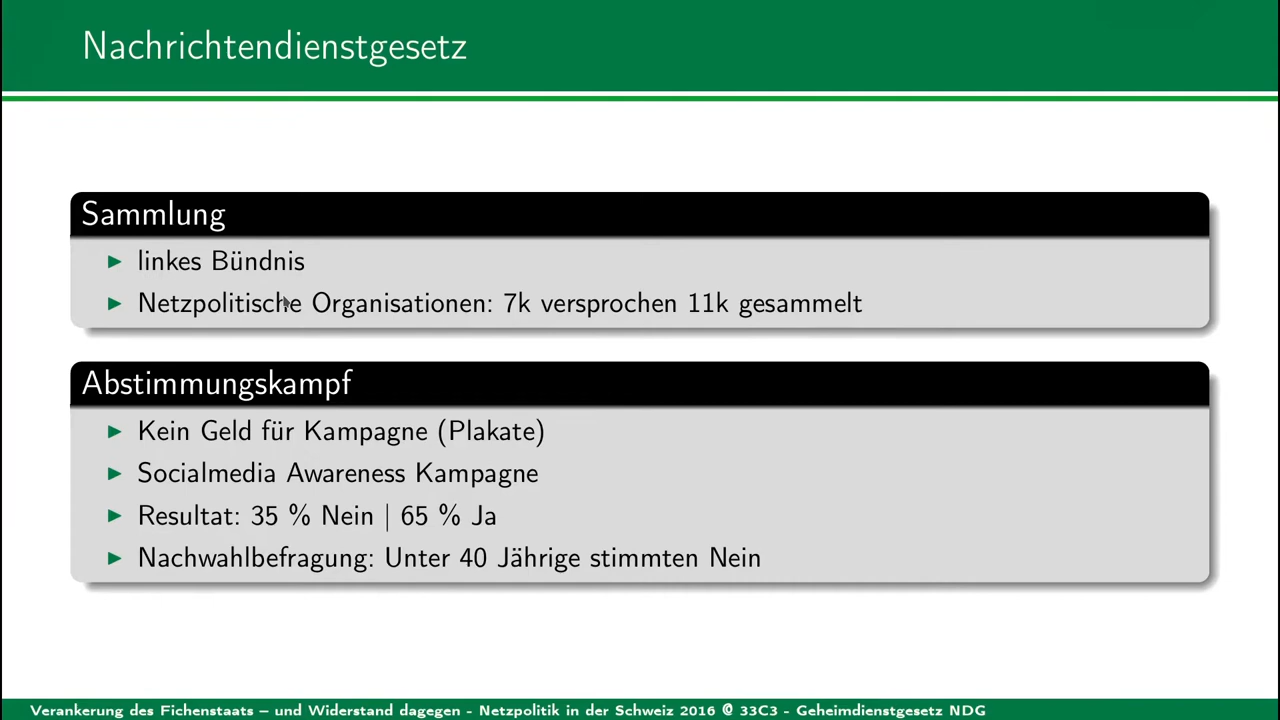 Nachrichtendienstgesetz
Sammlung
linkes Bündnis
Netzpolitische Organisationen: 7k versprochen 11k gesammelt
Abstimmungskampf
Kein Geld für Kampagne (Plakate)
Socialmedia Awareness Kampagne
Resultat: 35 % Nein | 65 % Ja
Nachwahlbefragung: Unter 40 Jährige stimmten Nein
Verankerung des Fichenstaats – und Widerstand dagegen - Netzpolitik in der Schweiz 2016 @ 33C3 - Geheimdienstgesetz NDG